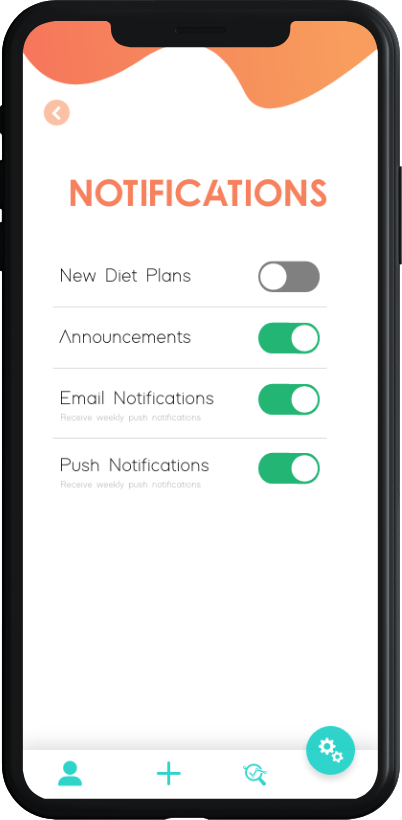 NOTIFICATIONS
New Diet Plans
Announcements
Email Notifications
Receive weekly push notifications
Push Notifications
Receive weekly push notifications